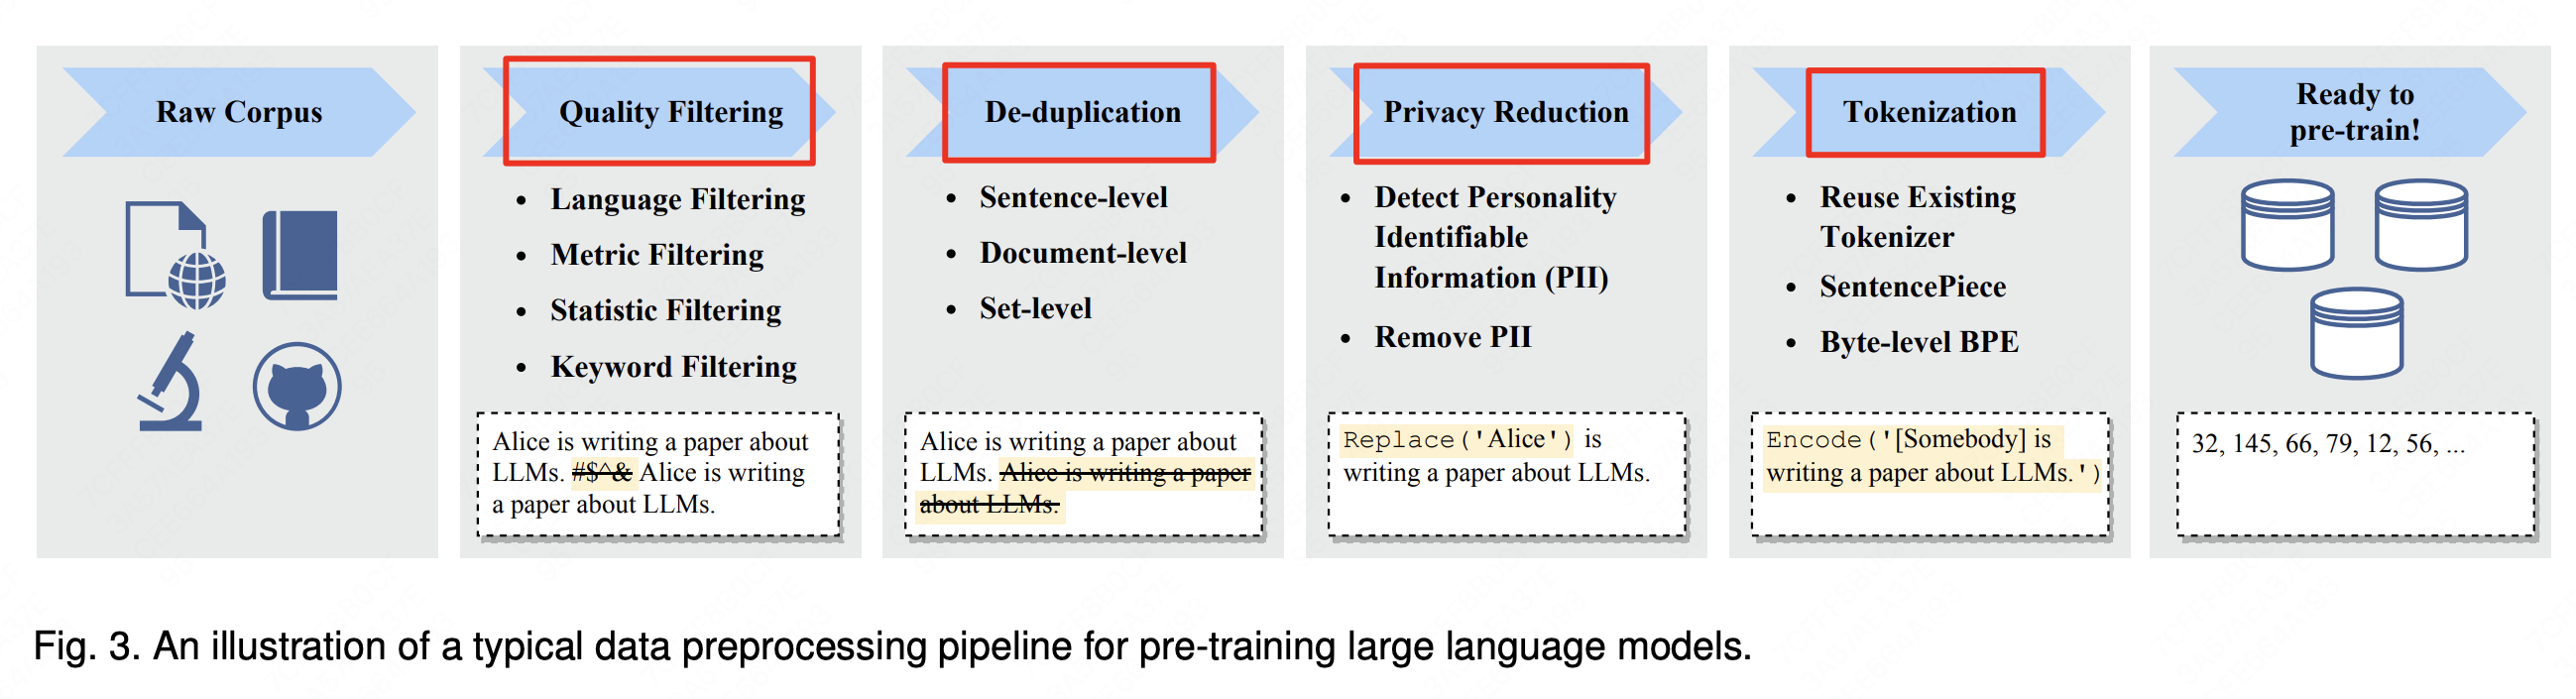 Raw Corpus
Quality Filtering
• Language Filtering
• Metric Filtering
• Statistic Filtering
• Keyword Filtering
Alice is writing a paper about
LLMs. #$^& Alice is writing
a paper about LLMs.
De-duplication
• Sentence-level
• Document-level
• Set-level
Alice is writing a paper about
LLMs. Alice is writing a paper
about LLMs.
Privacy Reduction
• Detect Personality
Identifiable
Information (PII)
• Remove PII
Replace('Alice') is
writing a paper about LLMs.
Tokenization
• Reuse Existing
Tokenizer
• SentencePiece
• Byte-level BPE
Encode('[Somebody] is
writing a paper about LLMs.')
Ready to
pre-train!
32, 145, 66, 79, 12, 56, ...
Fig. 3. An illustration of a typical data preprocessing pipeline for pre-training large language models.